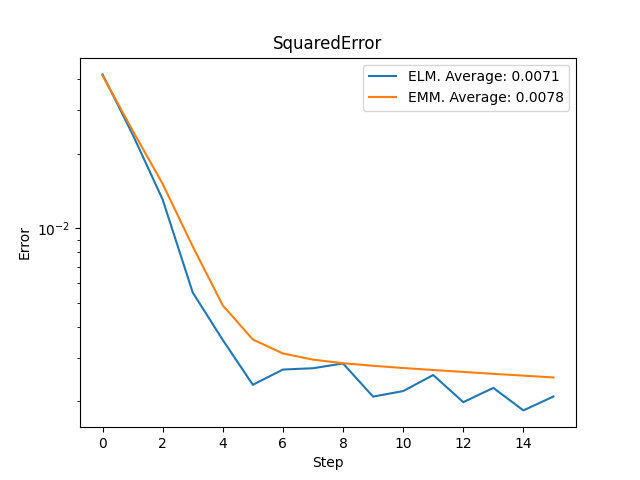 SquaredError
ELM. Average: 0.0071
EMM. Average: 0.0078
10⁻²
Error
0 2 4 6 8 10 12 14
Step